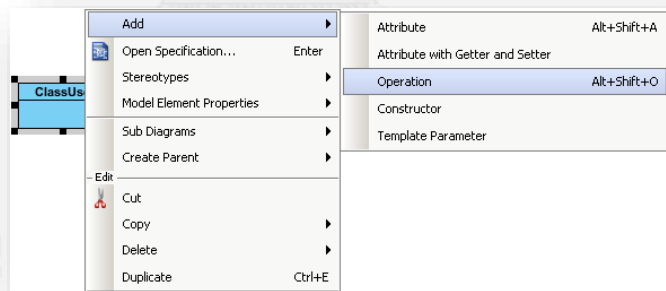 Add
Open Specification... Enter
Stereotypes
Model Element Properties
Sub Diagrams
Create Parent
Edit
Cut
Copy
Delete
Duplicate Ctrl+E
Attribute Alt+Shift+A
Attribute with Getter and Setter
Operation Alt+Shift+O
Constructor
Template Parameter